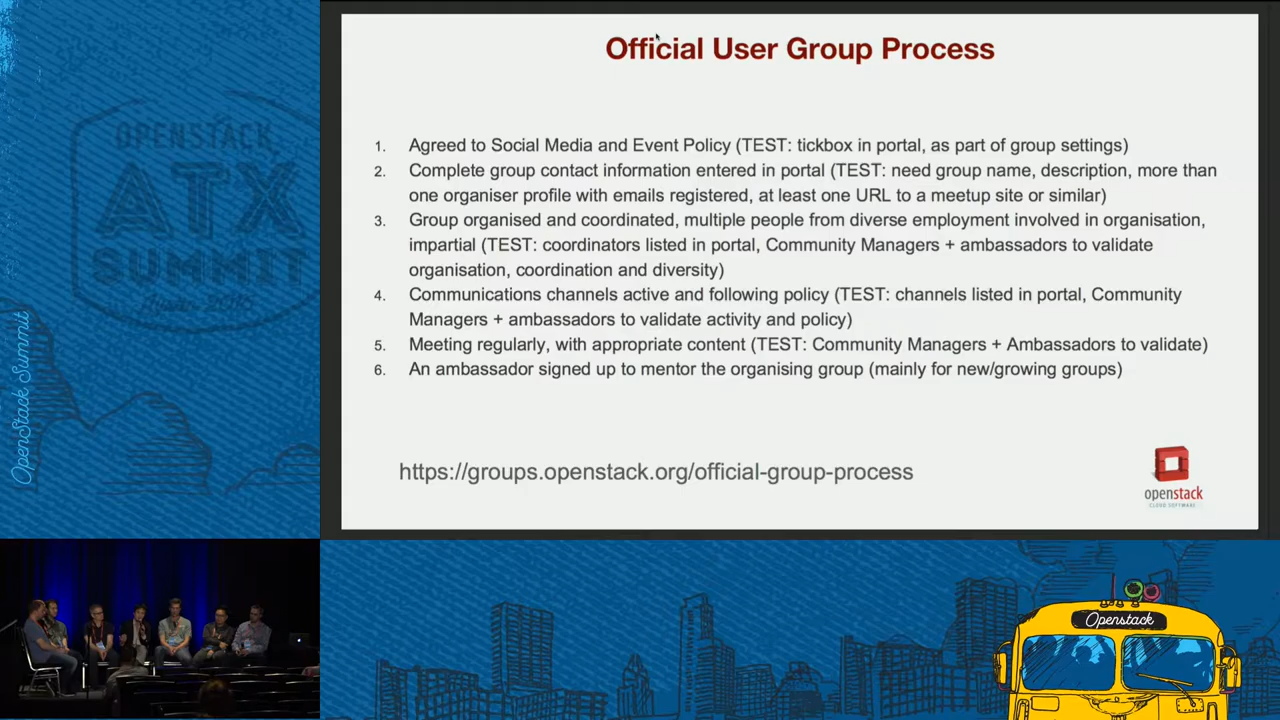 Official User Group Process
1. Agreed to Social Media and Event Policy (TEST: tickbox in portal, as part of group settings)
2. Complete group contact information entered in portal (TEST: need group name, description, more than
one organiser profile with emails registered, at least one URL to a meetup site or similar)
3. Group organised and coordinated, multiple people from diverse employment involved in organisation,
impartial (TEST: coordinators listed in portal, Community Managers + ambassadors to validate
organisation, coordination and diversity)
4. Communications channels active and following policy (TEST: channels listed in portal, Community
Managers + ambassadors to validate activity and policy)
5. Meeting regularly, with appropriate content (TEST: Community Managers + Ambassadors to validate)
6. An ambassador signed up to mentor the organising group (mainly for new/growing groups)
https://groups.openstack.org/official-group-process
openstack
CLOUD SOFTWARE
OPENSTACK
ATX
SUMMIT
OpenStack Summit
Openstack